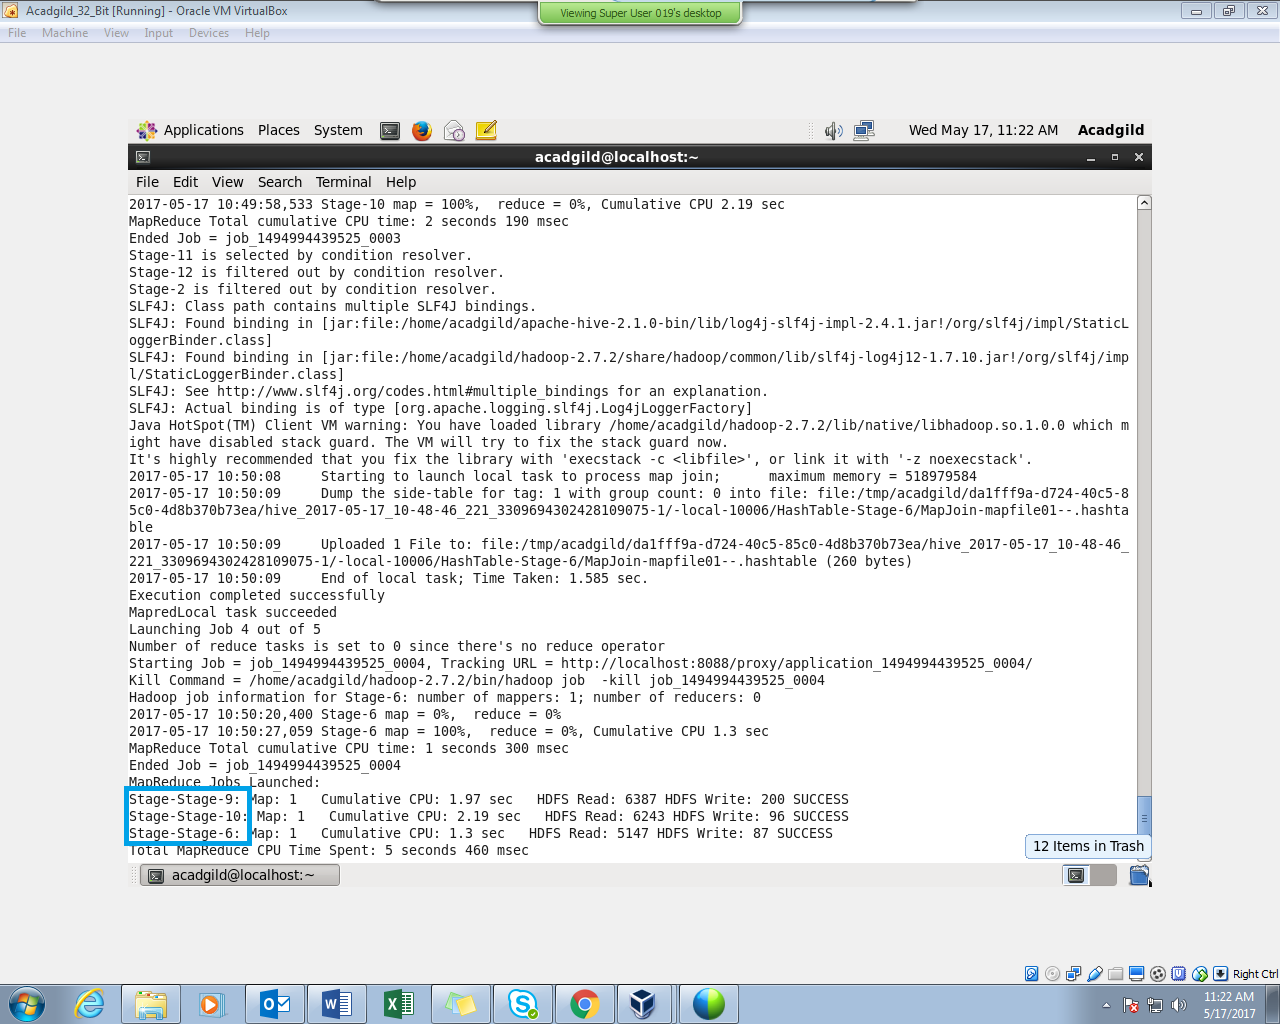 Acadgild_32_Bit [Running] - Oracle VM VirtualBox
Viewing Super User 019's desktop
File Machine View Input Devices Help
Applications Places System
Wed May 17, 11:22 AM Acadgild
acadgild@localhost:~
File Edit View Search Terminal Help
2017-05-17 10:49:58,533 Stage-10 map = 100%,  reduce = 0%, Cumulative CPU 2.19 sec
MapReduce Total cumulative CPU time: 2 seconds 190 msec
Ended Job = job_1494994439525_0003
Stage-11 is selected by condition resolver.
Stage-12 is filtered out by condition resolver.
Stage-2 is filtered out by condition resolver.
SLF4J: Class path contains multiple SLF4J bindings.
SLF4J: Found binding in [jar:file:/home/acadgild/apache-hive-2.1.0-bin/lib/log4j-slf4j-impl-2.4.1.jar!/org/slf4j/impl/StaticL
oggerBinder.class]
SLF4J: Found binding in [jar:file:/home/acadgild/hadoop-2.7.2/share/hadoop/common/lib/slf4j-log4j12-1.7.10.jar!/org/slf4j/imp
l/StaticLoggerBinder.class]
SLF4J: See http://www.slf4j.org/codes.html#multiple_bindings for an explanation.
SLF4J: Actual binding is of type [org.apache.logging.slf4j.Log4jLoggerFactory]
Java HotSpot(TM) Client VM warning: You have loaded library /home/acadgild/hadoop-2.7.2/lib/native/libhadoop.so.1.0.0 which m
ight have disabled stack guard. The VM will try to fix the stack guard now.
It's highly recommended that you fix the library with 'execstack -c <libfile>', or link it with '-z noexecstack'.
2017-05-17 10:50:08     Starting to launch local task to process map join;      maximum memory = 518979584
2017-05-17 10:50:09     Dump the side-table for tag: 1 with group count: 0 into file: file:/tmp/acadgild/da1fff9a-d724-40c5-8
5c0-4d8b370b73ea/hive_2017-05-17_10-48-46_221_3309694302428109075-1/-local-10006/HashTable-Stage-6/MapJoin-mapfile01--.hashta
ble
2017-05-17 10:50:09     Uploaded 1 File to: file:/tmp/acadgild/da1fff9a-d724-40c5-85c0-4d8b370b73ea/hive_2017-05-17_10-48-46_
221_3309694302428109075-1/-local-10006/HashTable-Stage-6/MapJoin-mapfile01--.hashtable (260 bytes)
2017-05-17 10:50:09     End of local task; Time Taken: 1.585 sec.
Execution completed successfully
MapredLocal task succeeded
Launching Job 4 out of 5
Number of reduce tasks is set to 0 since there's no reduce operator
Starting Job = job_1494994439525_0004, Tracking URL = http://localhost:8088/proxy/application_1494994439525_0004/
Kill Command = /home/acadgild/hadoop-2.7.2/bin/hadoop job  -kill job_1494994439525_0004
Hadoop job information for Stage-6: number of mappers: 1; number of reducers: 0
2017-05-17 10:50:20,400 Stage-6 map = 0%,  reduce = 0%
2017-05-17 10:50:27,059 Stage-6 map = 100%,  reduce = 0%, Cumulative CPU 1.3 sec
MapReduce Total cumulative CPU time: 1 seconds 300 msec
Ended Job = job_1494994439525_0004
MapReduce Jobs Launched:
Stage-Stage-9: Map: 1   Cumulative CPU: 1.97 sec   HDFS Read: 6387 HDFS Write: 200 SUCCESS
Stage-Stage-10: Map: 1   Cumulative CPU: 2.19 sec   HDFS Read: 6243 HDFS Write: 96 SUCCESS
Stage-Stage-6: Map: 1   Cumulative CPU: 1.3 sec   HDFS Read: 5147 HDFS Write: 87 SUCCESS
Total MapReduce CPU Time Spent: 5 seconds 460 msec
12 Items in Trash
acadgild@localhost:~
Right Ctrl
11:22 AM
5/17/2017